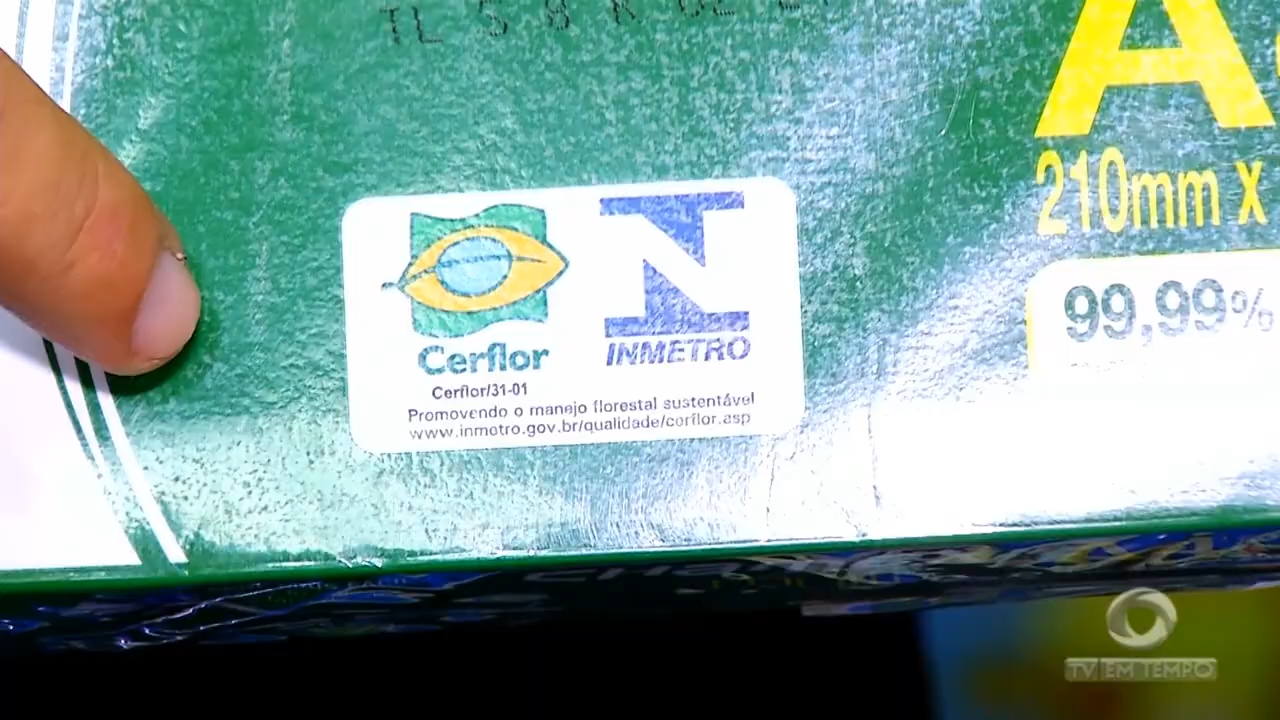 210mm x
99,99%
Cerflor
INMETRO
Cerflor/31-01
Promovendo o manejo florestal sustentável
www.inmetro.gov.br/qualidade/cerflor.asp
TV EM TEMPO